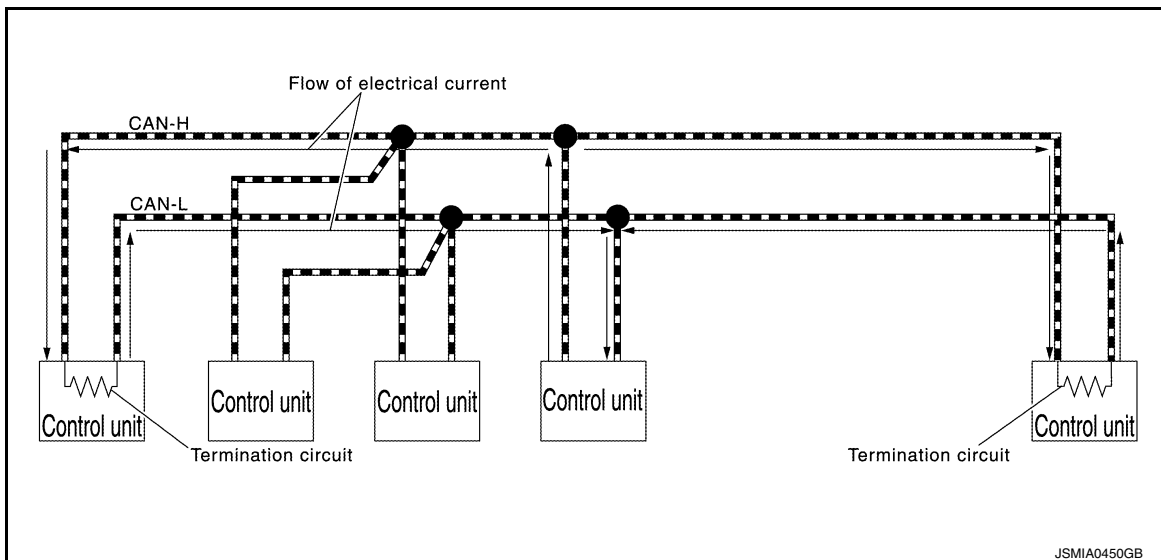 Flow of electrical current
CAN-H
CAN-L
Control unit
Control unit
Control unit
Control unit
Control unit
Termination circuit
Termination circuit
JSMIA0450GB